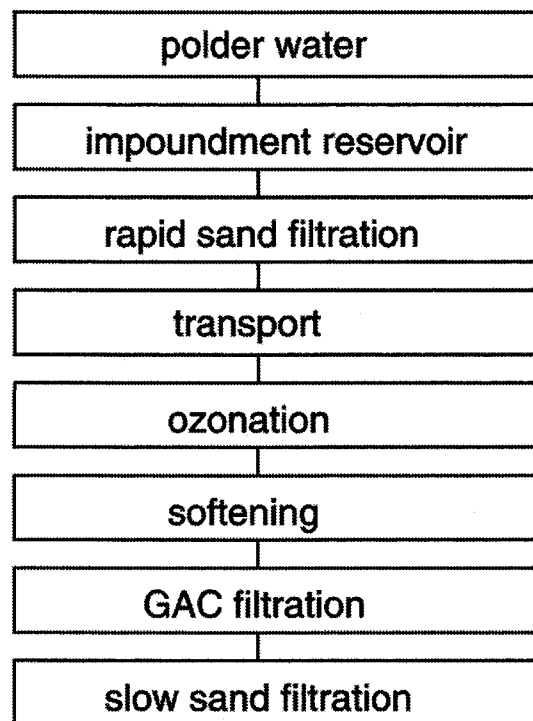 polder water
impoundment reservoir
rapid sand filtration
transport
ozonation
softening
GAC filtration
slow sand filtration